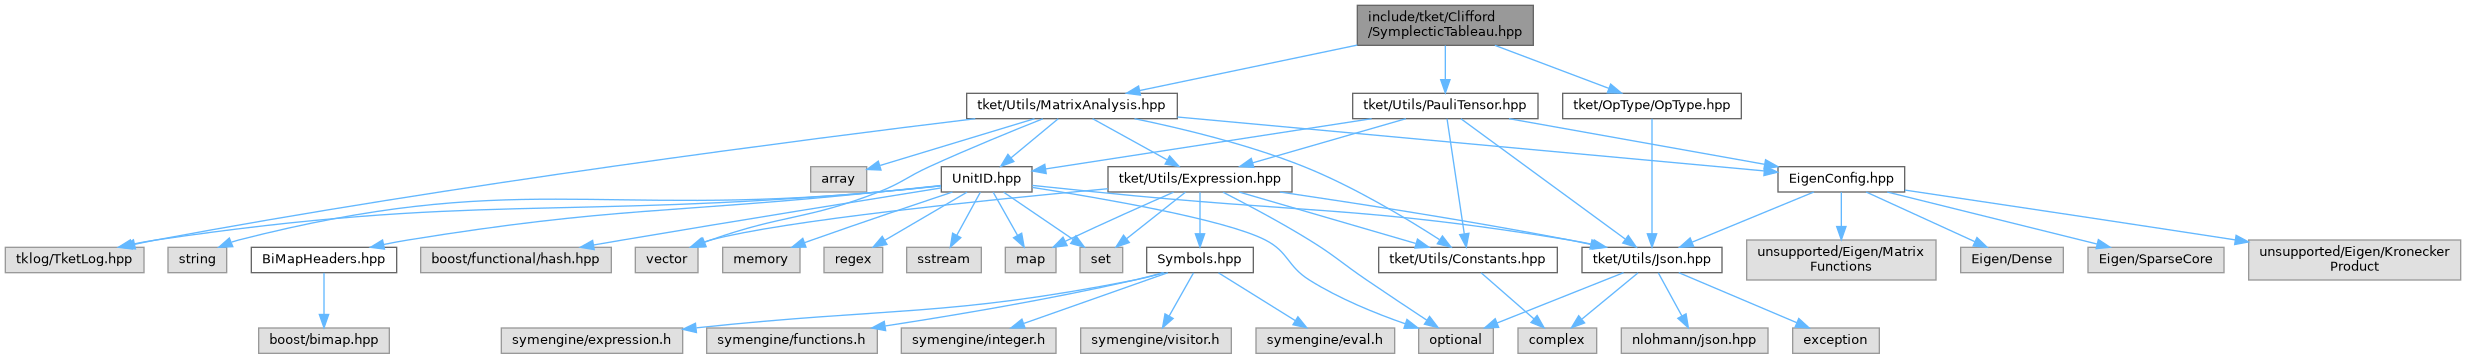 include/tket/Clifford
/SymplecticTableau.hpp
tket/Utils/MatrixAnalysis.hpp
tket/Utils/PauliTensor.hpp
tket/OpType/OpType.hpp
array
UnitID.hpp
tket/Utils/Expression.hpp
EigenConfig.hpp
tklog/TketLog.hpp
string
BiMapHeaders.hpp
boost/functional/hash.hpp
vector
memory
regex
sstream
map
set
Symbols.hpp
tket/Utils/Constants.hpp
tket/Utils/Json.hpp
unsupported/Eigen/Matrix
Functions
Eigen/Dense
Eigen/SparseCore
unsupported/Eigen/Kronecker
Product
boost/bimap.hpp
symengine/expression.h
symengine/functions.h
symengine/integer.h
symengine/visitor.h
symengine/eval.h
optional
complex
nlohmann/json.hpp
exception